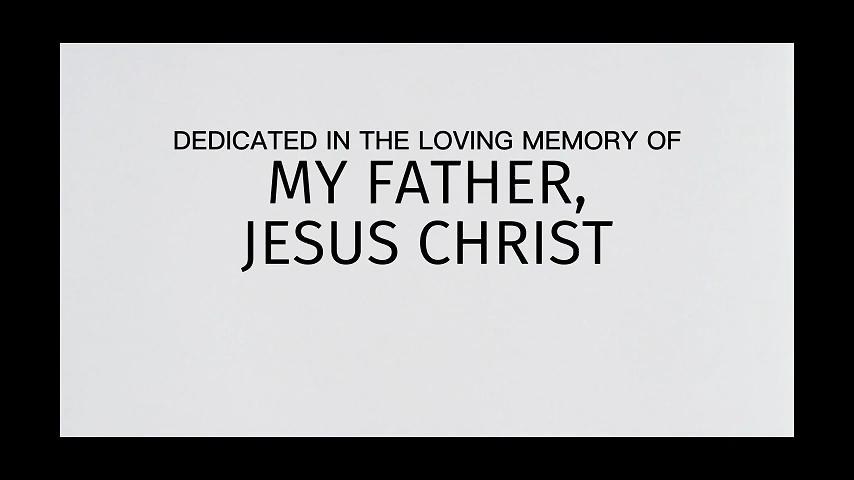 DEDICATED IN THE LOVING MEMORY OF
MY FATHER,
JESUS CHRIST